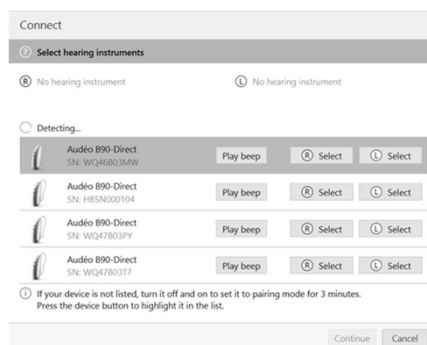 Connect
Select hearing instruments
R No hearing instrument L No hearing instrument
Detecting...
Audéo B90-Direct
SN: WQ46B03MW
Play beep R Select L Select
Audéo B90-Direct
SN: HBSN000104
Play beep R Select L Select
Audéo B90-Direct
SN: WQ47B03PY
Play beep R Select L Select
Audéo B90-Direct
SN: WQ47B03T7
Play beep R Select L Select
If your device is not listed, turn it off and on to set it to pairing mode for 3 minutes.
Press the device button to highlight it in the list.
Continue Cancel